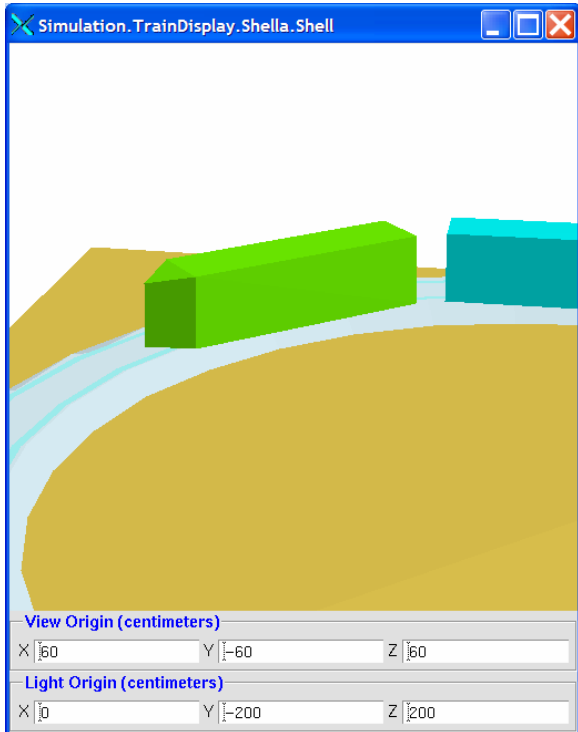 Simulation.TrainDisplay.Shella.Shell
View Origin (centimeters)
X 60 Y -60 Z 60
Light Origin (centimeters)
X 0 Y -200 Z 200